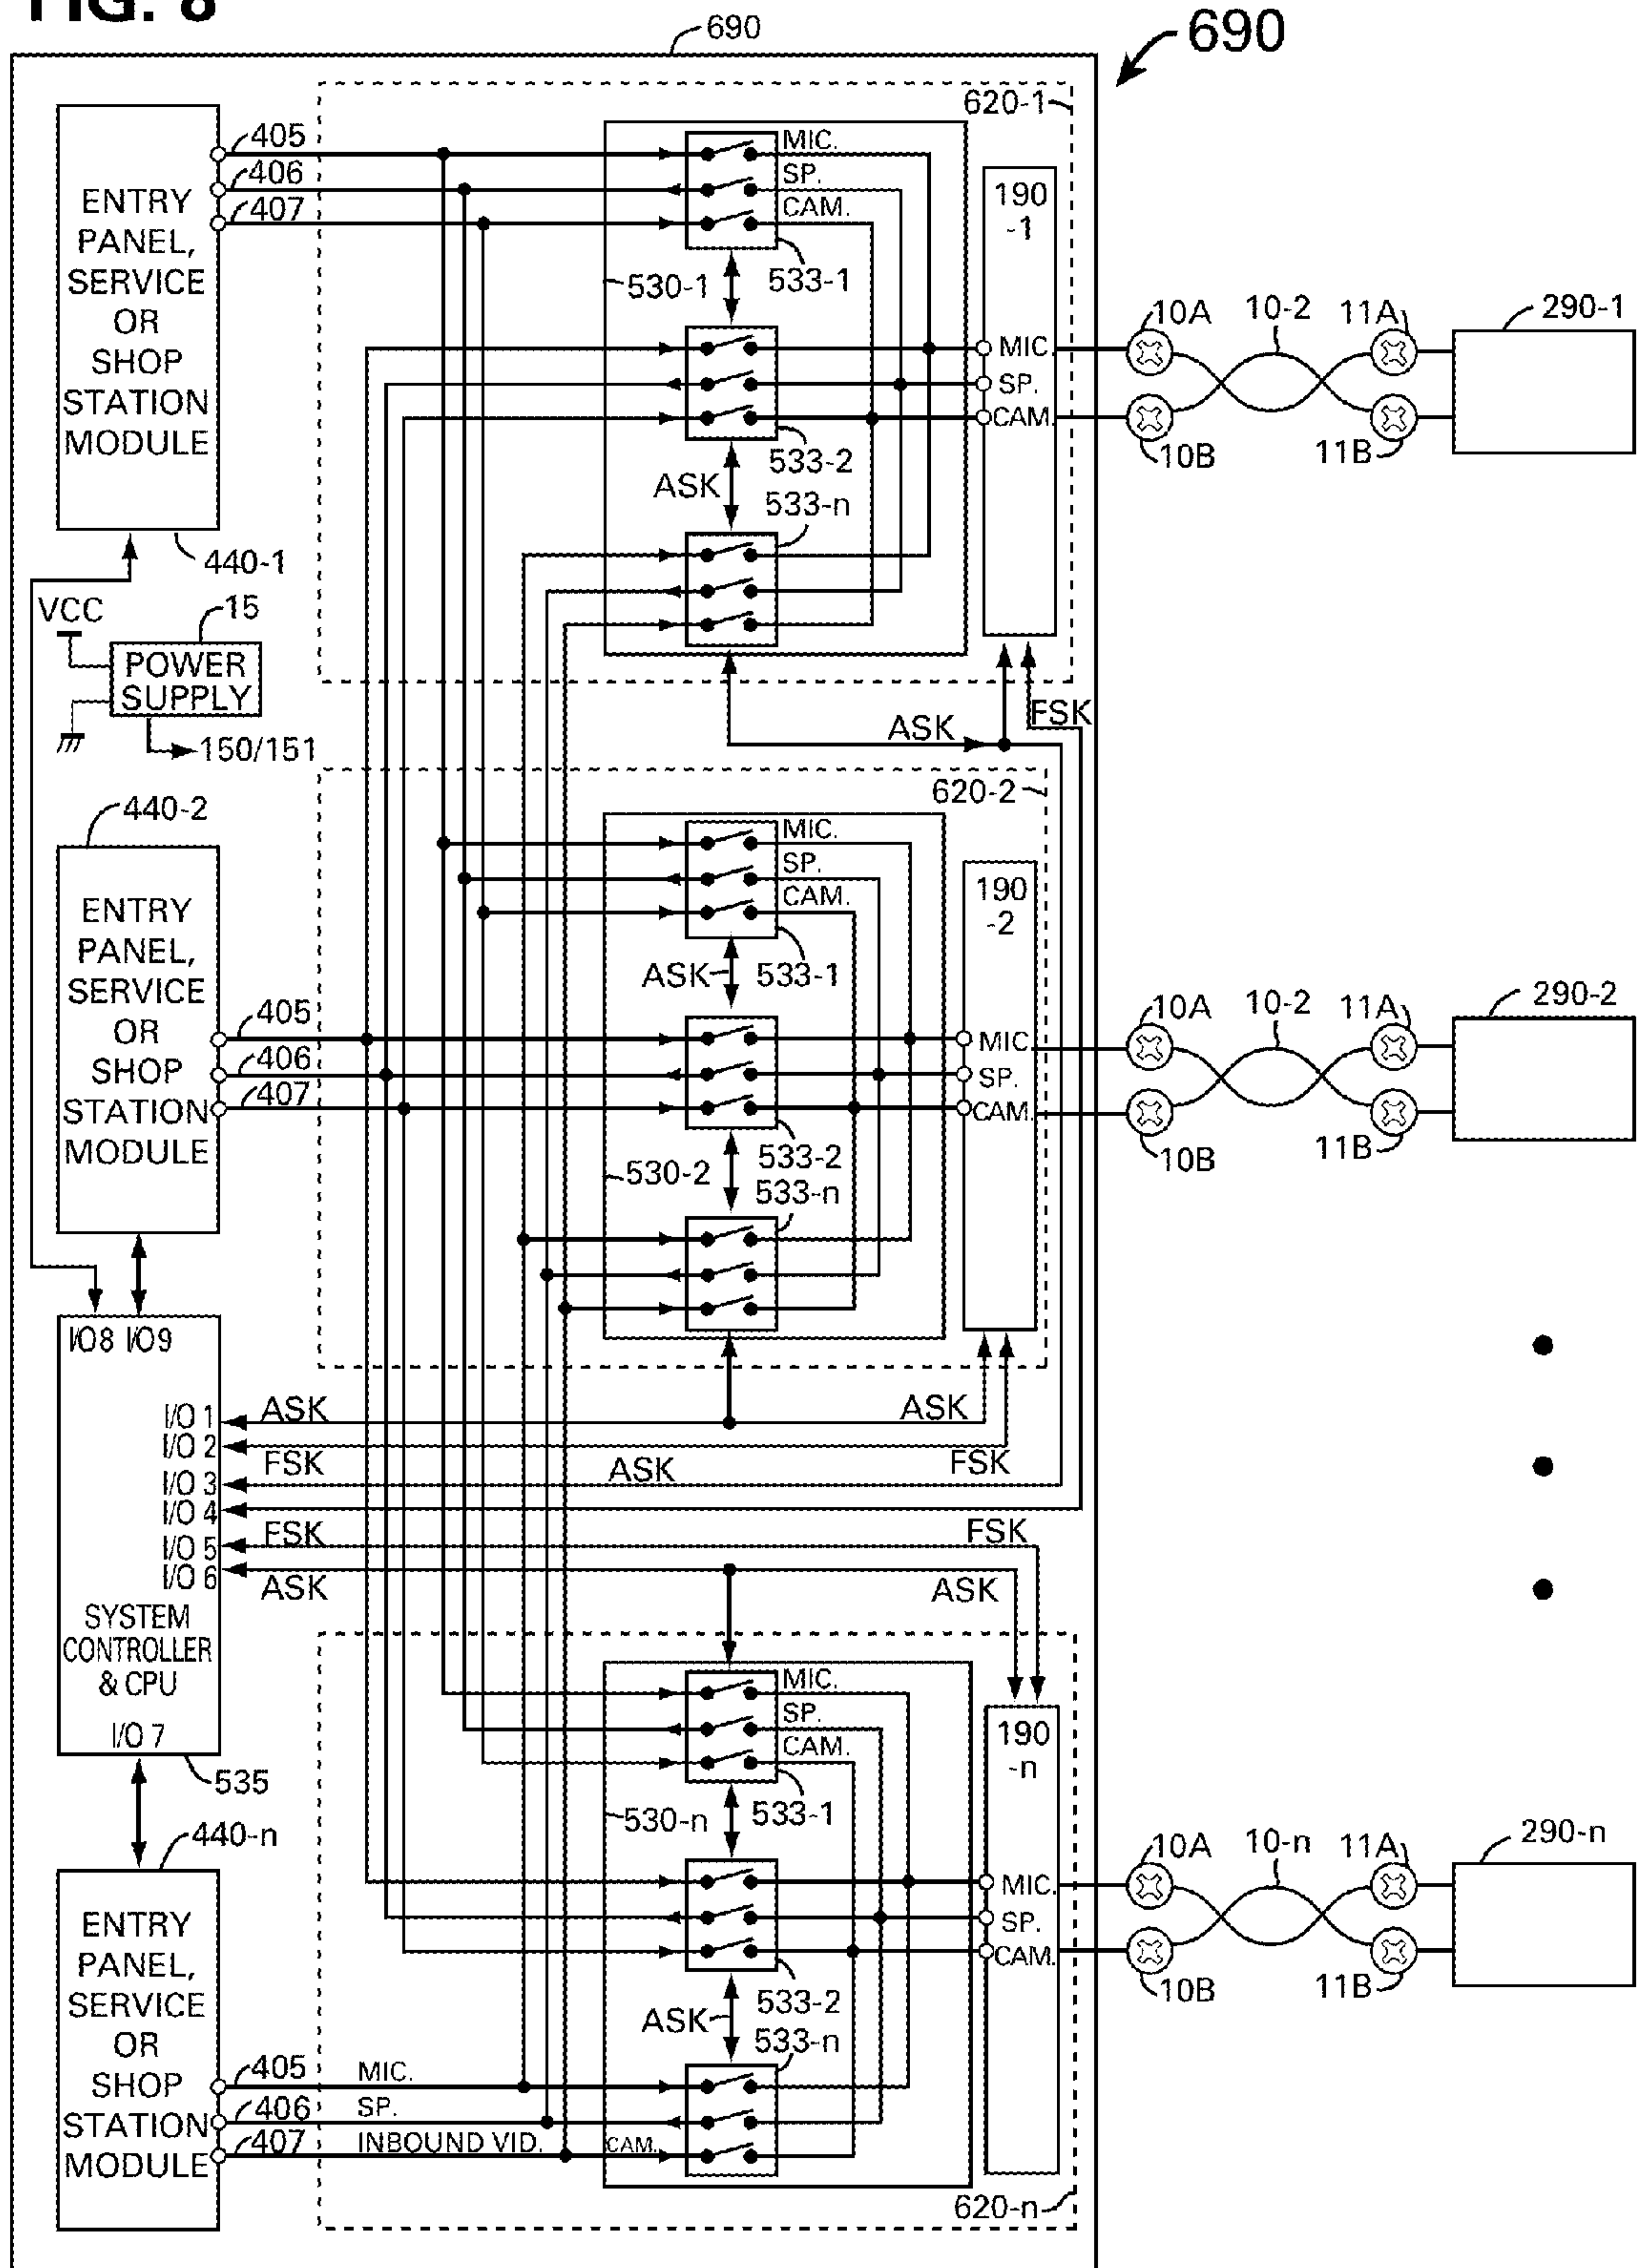 FIG. 8
690
690
620-1
405
406
407
ENTRY
PANEL,
SERVICE
OR
SHOP
STATION
MODULE
MIC.
SP.
CAM.
530-1
533-1
190
-1
MIC.
SP.
CAM.
533-2
ASK
533-n
10A
10-2
11A
290-1
10B
11B
440-1
VCC
15
POWER
SUPPLY
150/151
ASK
FSK
620-2
440-2
ENTRY
PANEL,
SERVICE
OR
SHOP
STATION
MODULE
405
406
407
MIC.
SP.
CAM.
ASK
533-1
190
-2
MIC.
SP.
CAM.
533-2
530-2
533-n
10A
10-2
11A
290-2
10B
11B
I/O8 I/O9
I/O 1
ASK
ASK
I/O 2
FSK
FSK
I/O 3
ASK
I/O 4
I/O 5
FSK
FSK
I/O 6
ASK
ASK
SYSTEM
CONTROLLER
& CPU
I/O 7
535
MIC.
SP.
CAM.
190
-n
530-n
533-1
440-n
MIC.
SP.
CAM.
10A
10-n
11A
290-n
10B
11B
533-2
ASK
533-n
ENTRY
PANEL,
SERVICE
OR
SHOP
STATION
MODULE
405
MIC.
406
SP.
407
INBOUND VID.
CAM.
620-n